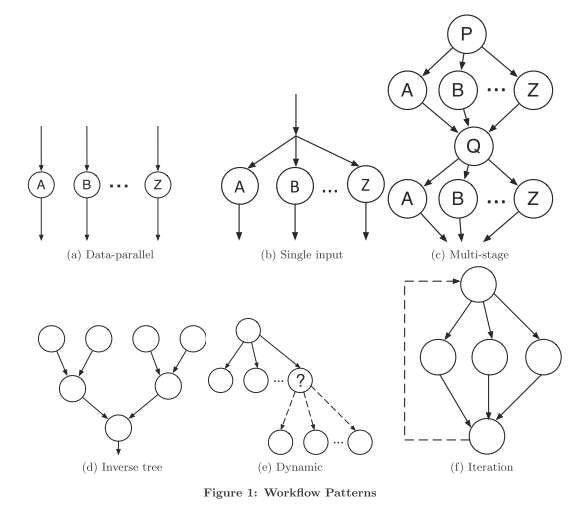 P
A B ... Z
Q
A B ... Z
A B ... Z
A B ... Z
(a) Data-parallel (b) Single input (c) Multi-stage
? ...
...
(d) Inverse tree (e) Dynamic (f) Iteration
Figure 1: Workflow Patterns